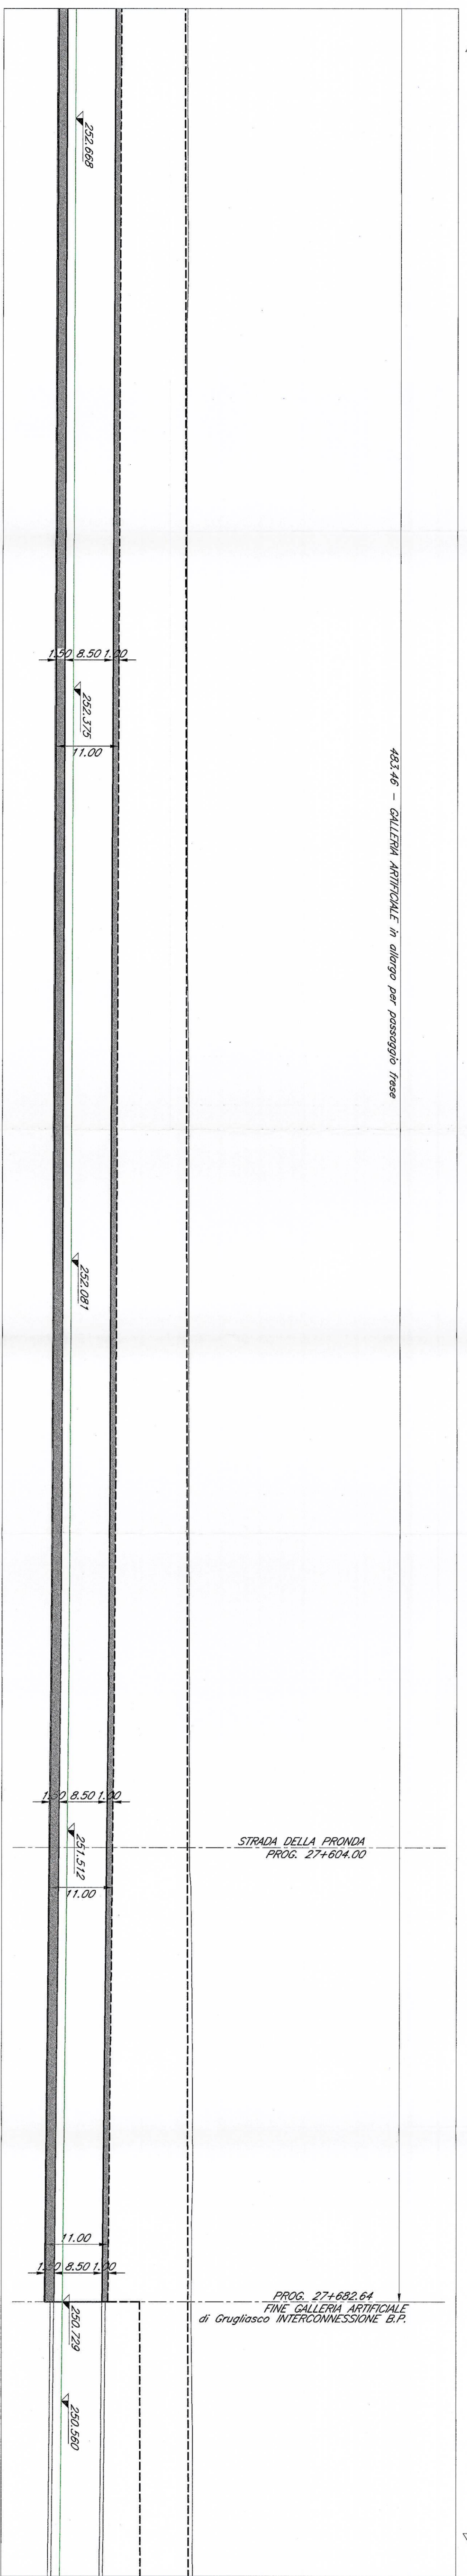 252.668
1.50 8.50 1.00
252.375
11.00
483.46 - GALLERIA ARTIFICIALE in allargo per passaggio frese
252.081
1.50 8.50 1.00
251.512
STRADA DELLA PRONDA
PROG. 27+604.00
11.00
11.00
1.50 8.50 1.00
PROG. 27+682.64
FINE GALLERIA ARTIFICIALE
di Grugliasco INTERCONNESSIONE B.P.
250.729
250.560